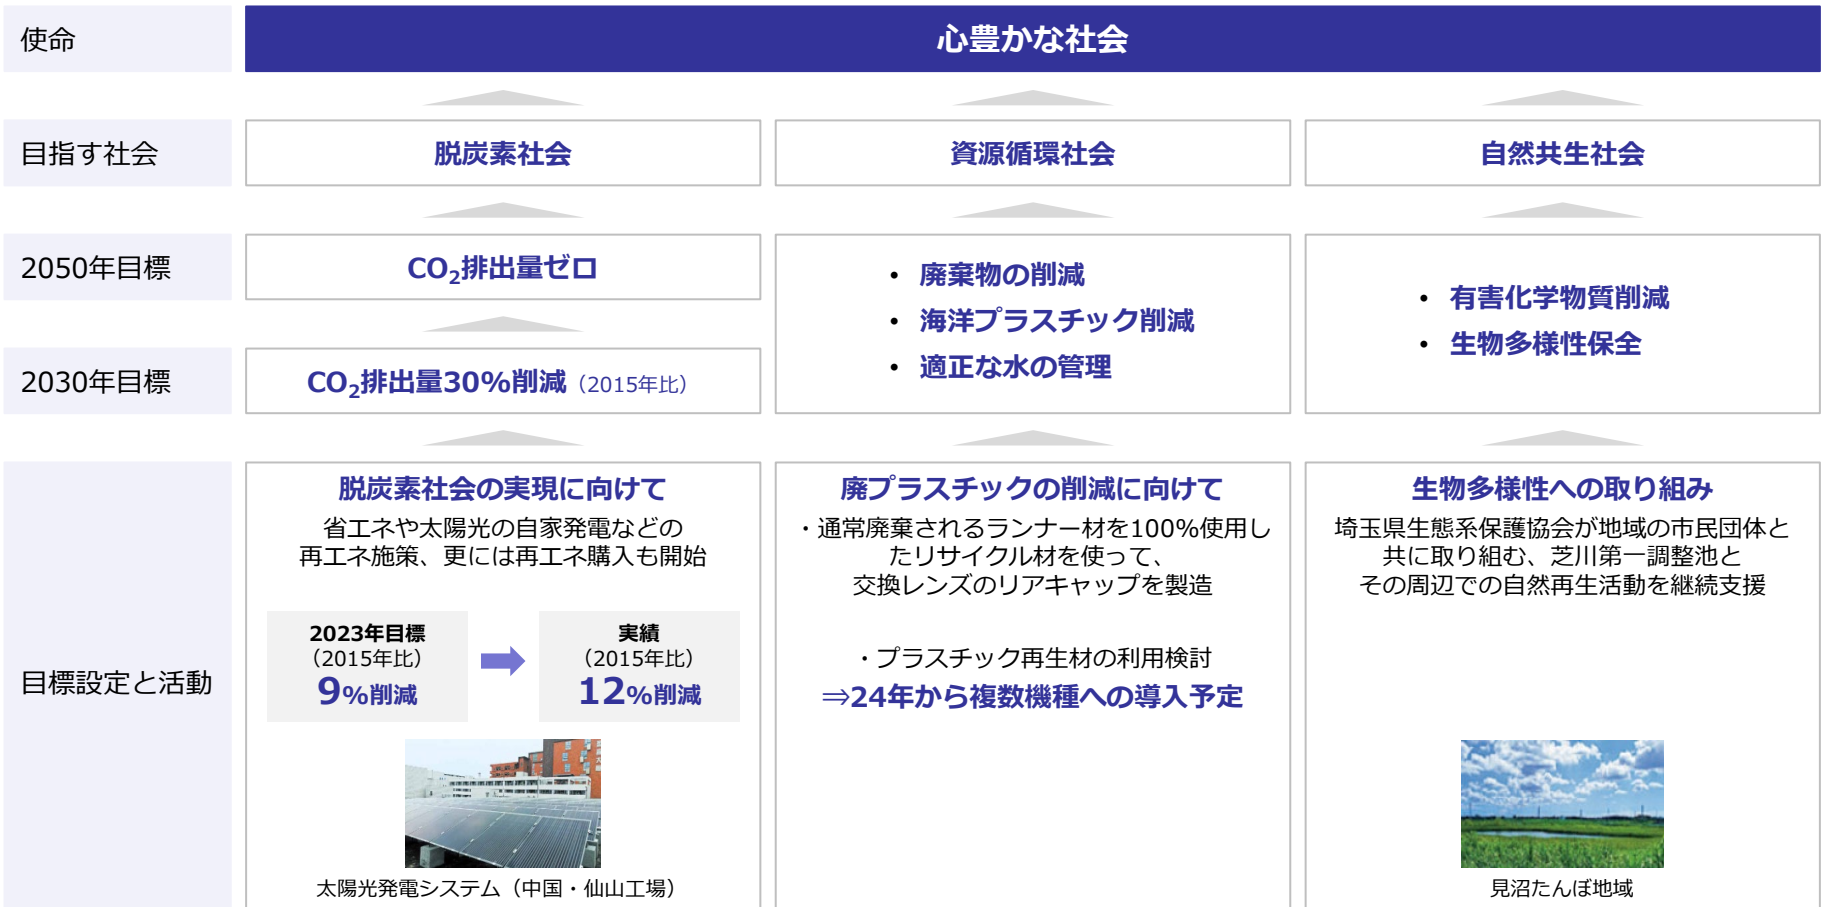 使命
心豊かな社会
目指す社会
脱炭素社会
資源循環社会
自然共生社会
2050年目標
CO₂排出量ゼロ
2030年目標
CO₂排出量30%削減（2015年比）
• 廃棄物の削減
• 海洋プラスチック削減
• 適正な水の管理
• 有害化学物質削減
• 生物多様性保全
目標設定と活動
脱炭素社会の実現に向けて
省エネや太陽光の自家発電などの
再エネ施策、更には再エネ購入も開始
2023年目標
（2015年比）
9%削減
実績
（2015年比）
12%削減
太陽光発電システム（中国・仙山工場）
廃プラスチックの削減に向けて
・通常廃棄されるランナー材を100%使用し
たリサイクル材を使って、
交換レンズのリアキャップを製造
・プラスチック再生材の利用検討
⇒24年から複数機種への導入予定
生物多様性への取り組み
埼玉県生態系保護協会が地域の市民団体と
共に取り組む、芝川第一調整池と
その周辺での自然再生活動を継続支援
見沼たんぼ地域